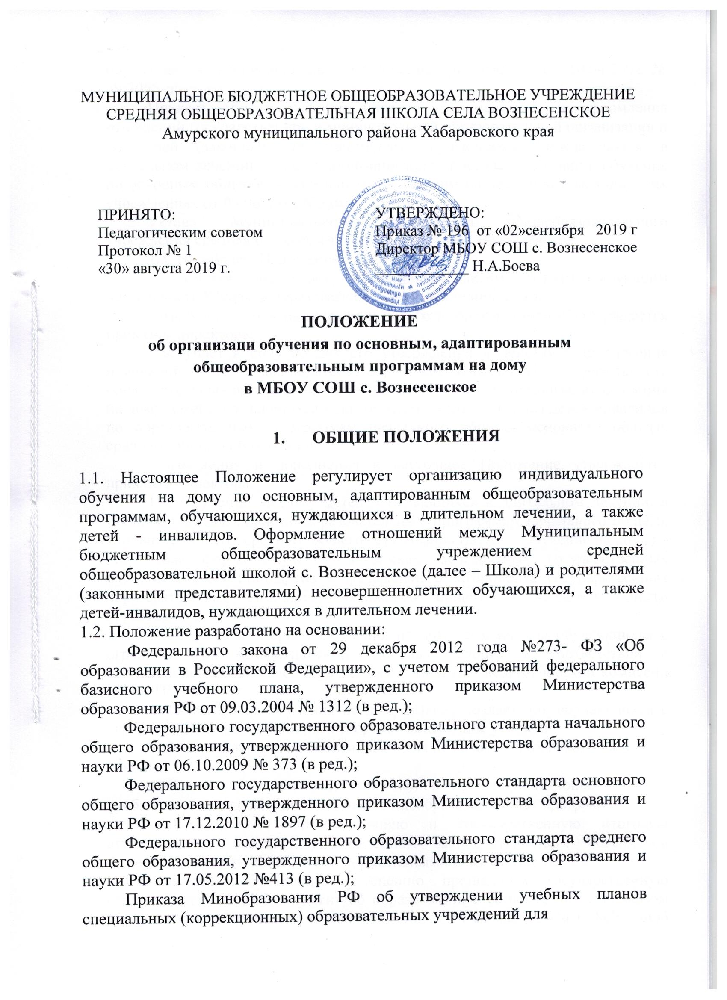 МУНИЦИПАЛЬНОЕ БЮДЖЕТНОЕ ОБЩЕОБРАЗОВАТЕЛЬНОЕ УЧРЕЖДЕНИЕ
СРЕДНЯЯ ОБЩЕОБРАЗОВАТЕЛЬНАЯ ШКОЛА СЕЛА ВОЗНЕСЕНСКОЕ
Амурского муниципального района Хабаровского края
ПРИНЯТО:
Педагогическим советом
Протокол № 1
«30» августа 2019 г.
УТВЕРЖДЕНО:
Приказ № 196 от «02»сентября 2019 г
Директор МБОУ СОШ с. Вознесенское
Н.А.Боева
ПОЛОЖЕНИЕ
об организаци обучения по основным, адаптированным
общеобразовательным программам на дому
в МБОУ СОШ с. Вознесенское
1. ОБЩИЕ ПОЛОЖЕНИЯ
1.1. Настоящее Положение регулирует организацию индивидуального
обучения на дому по основным, адаптированным общеобразовательным
программам, обучающихся, нуждающихся в длительном лечении, а также
детей - инвалидов. Оформление отношений между Муниципальным
бюджетным общеобразовательным учреждением средней
общеобразовательной школой с. Вознесенское (далее – Школа) и родителями
(законными представителями) несовершеннолетних обучающихся, а также
детей-инвалидов, нуждающихся в длительном лечении.
1.2. Положение разработано на основании:
Федерального закона от 29 декабря 2012 года №273- ФЗ «Об
образовании в Российской Федерации», с учетом требований федерального
базисного учебного плана, утвержденного приказом Министерства
образования РФ от 09.03.2004 № 1312 (в ред.);
Федерального государственного образовательного стандарта начального
общего образования, утвержденного приказом Министерства образования и
науки РФ от 06.10.2009 № 373 (в ред.);
Федерального государственного образовательного стандарта основного
общего образования, утвержденного приказом Министерства образования и
науки РФ от 17.12.2010 № 1897 (в ред.);
Федерального государственного образовательного стандарта среднего
общего образования, утвержденного приказом Министерства образования и
науки РФ от 17.05.2012 №413 (в ред.);
Приказа Минобразования РФ об утверждении учебных планов
специальных (коррекционных) образовательных учреждений для